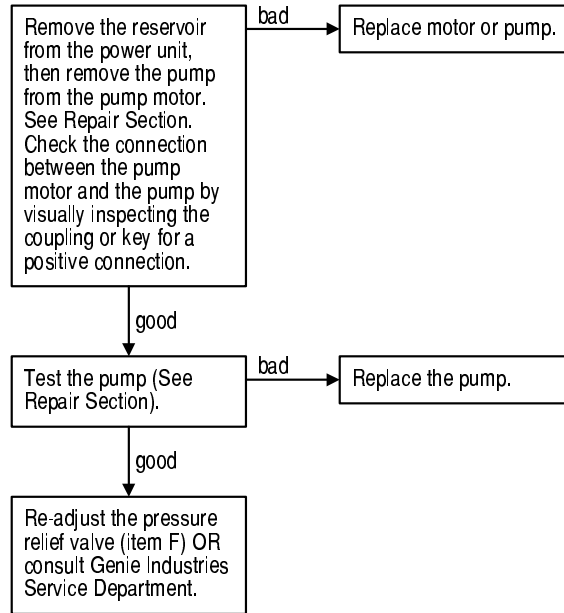 Remove the reservoir
from the power unit,
then remove the pump
from the pump motor.
See Repair Section.
Check the connection
between the pump
motor and the pump by
visually inspecting the
coupling or key for a
positive connection.
bad
Replace motor or pump.
good
Test the pump (See
Repair Section).
bad
Replace the pump.
good
Re-adjust the pressure
relief valve (item F) OR
consult Genie Industries
Service Department.